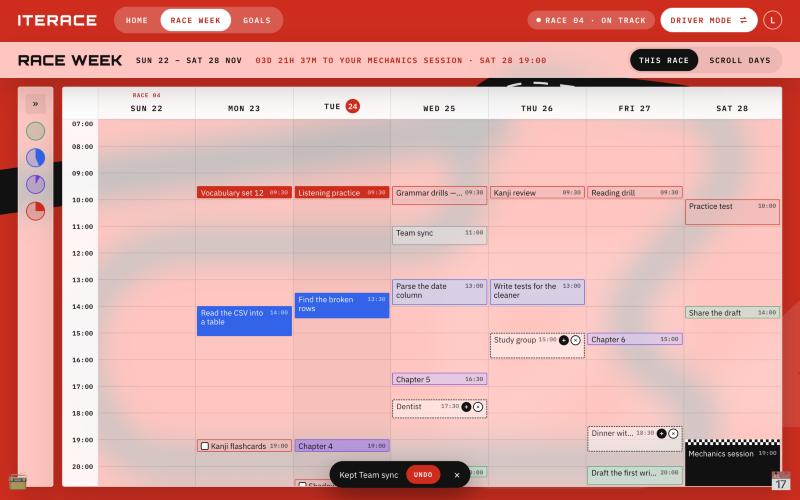 ITERACE
HOME
RACE WEEK
GOALS
RACE 04 · ON TRACK
DRIVER MODE
L
RACE WEEK
SUN 22 – SAT 28 NOV
03D 21H 37M TO YOUR MECHANICS SESSION · SAT 28 19:00
THIS RACE
SCROLL DAYS
»
RACE 04
SUN 22
MON 23
TUE 24
WED 25
THU 26
FRI 27
SAT 28
07:00
08:00
09:00
Vocabulary set 12 09:30
Listening practice 09:30
Grammar drills —... 09:30
Kanji review 09:30
Reading drill 09:30
10:00
Practice test 10:00
11:00
Team sync 11:00
12:00
13:00
Parse the date column 13:00
Write tests for the cleaner 13:00
Find the broken rows 13:30
14:00
Read the CSV into a table 14:00
Share the draft 14:00
15:00
Study group 15:00
Chapter 6 15:00
16:00
Chapter 5 16:30
17:00
Dentist 17:30
18:00
Dinner wit... 18:30
19:00
Kanji flashcards 19:00
Chapter 4 19:00
Mechanics session 19:00
20:00
Draft the first wri... 20:00
Kept Team sync
UNDO
×
17